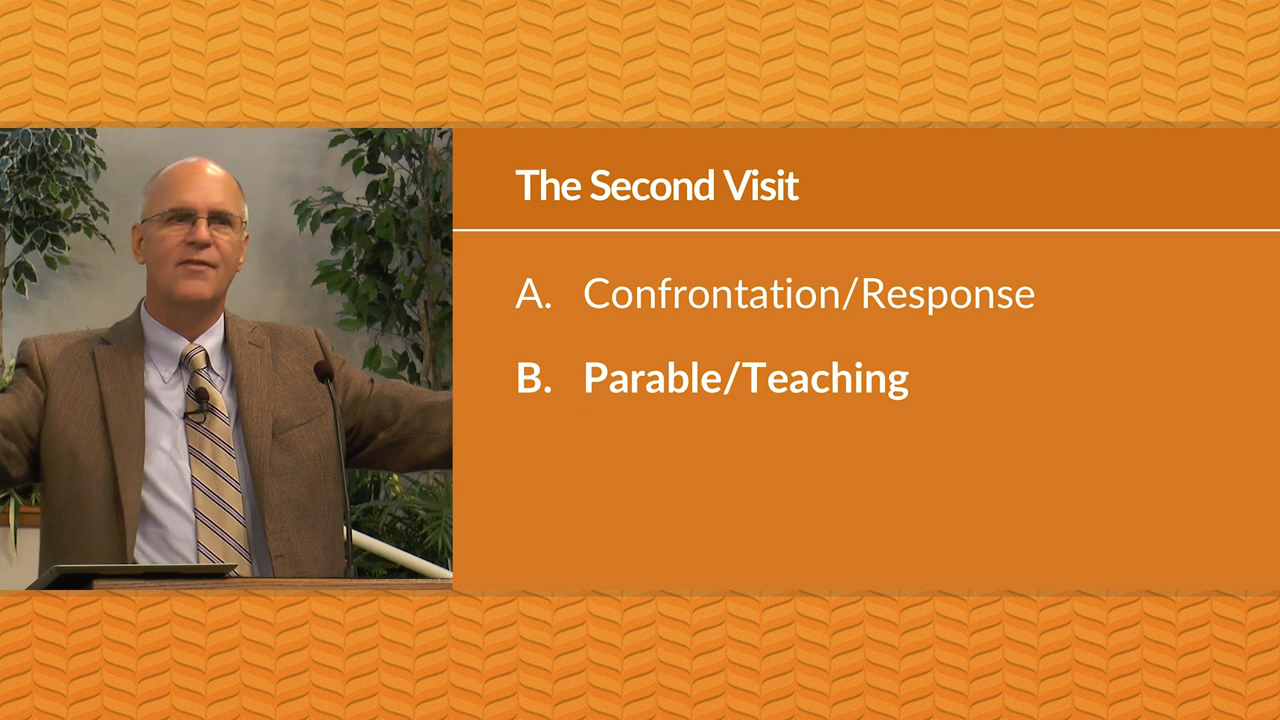 The Second Visit
A. Confrontation/Response
B. Parable/Teaching